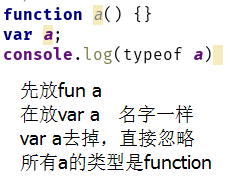 function a() {}
var a;
console.log(typeof a)
先放fun a
在放var a   名字一样
var a去掉，直接忽略
所有a的类型是function